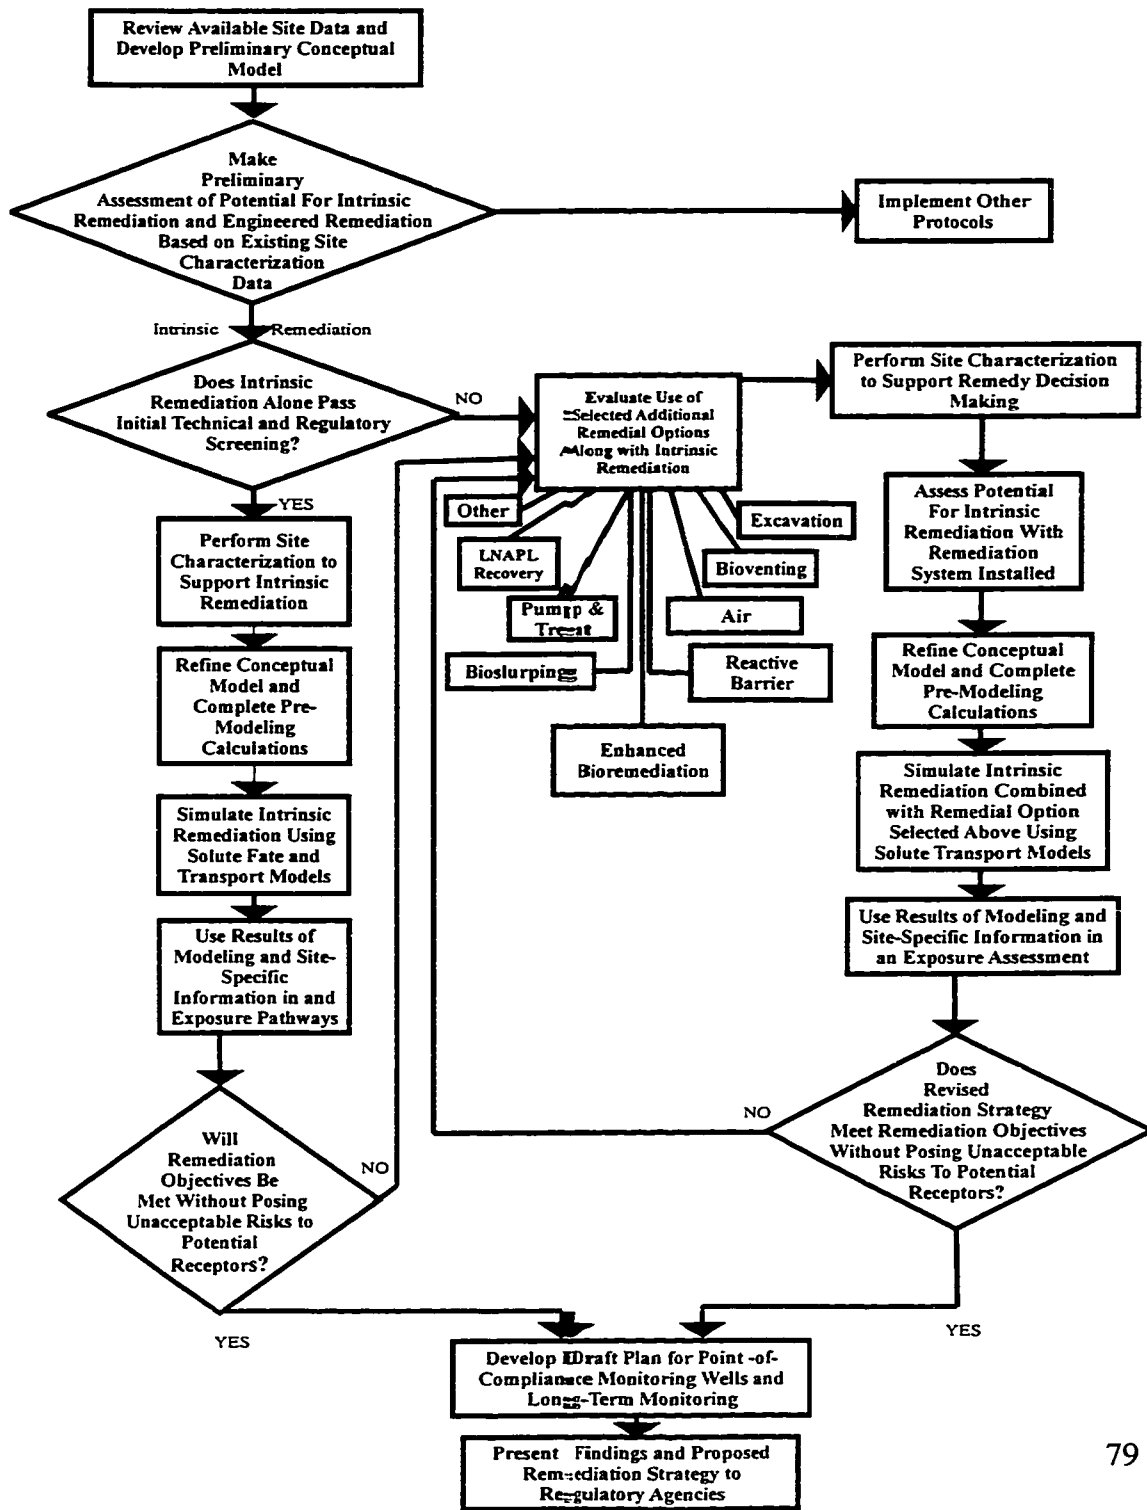 Review Available Site Data and
Develop Preliminary Conceptual
Model
Make
Preliminary
Assessment of Potential For Intrinsic
Remediation and Engineered Remediation
Based on Existing Site
Characterization
Data
Implement Other
Protocols
Intrinsic Remediation
Does Intrinsic
Remediation Alone Pass
Initial Technical and Regulatory
Screening?
NO
YES
Evaluate Use of
Selected Additional
Remedial Options
Along with Intrinsic
Remediation
Other
LNAPL
Recovery
Pump &
Treat
Bioslurping
Enhanced
Bioremediation
Reactive
Barrier
Air
Bioventing
Excavation
Perform Site Characterization
to Support Remedy Decision
Making
Assess Potential
For Intrinsic
Remediation With
Remediation
System Installed
Refine Conceptual
Model and Complete
Pre-Modeling
Calculations
Simulate Intrinsic
Remediation Combined
with Remedial Option
Selected Above Using
Solute Transport Models
Use Results of Modeling and
Site-Specific Information in
an Exposure Assessment
Does
Revised
Remediation Strategy
Meet Remediation Objectives
Without Posing Unacceptable
Risks To Potential
Receptors?
NO
YES
Perform Site
Characterization to
Support Intrinsic
Remediation
Refine Conceptual
Model and
Complete Pre-
Modeling
Calculations
Simulate Intrinsic
Remediation Using
Solute Fate and
Transport Models
Use Results of
Modeling and Site-
Specific
Information in and
Exposure Pathways
Will
Remediation
Objectives Be
Met Without Posing
Unacceptable Risks to
Potential
Receptors?
NO
YES
Develop Draft Plan for Point -of-
Compliance Monitoring Wells and
Long-Term Monitoring
Present Findings and Proposed
Remediation Strategy to
Regulatory Agencies
79